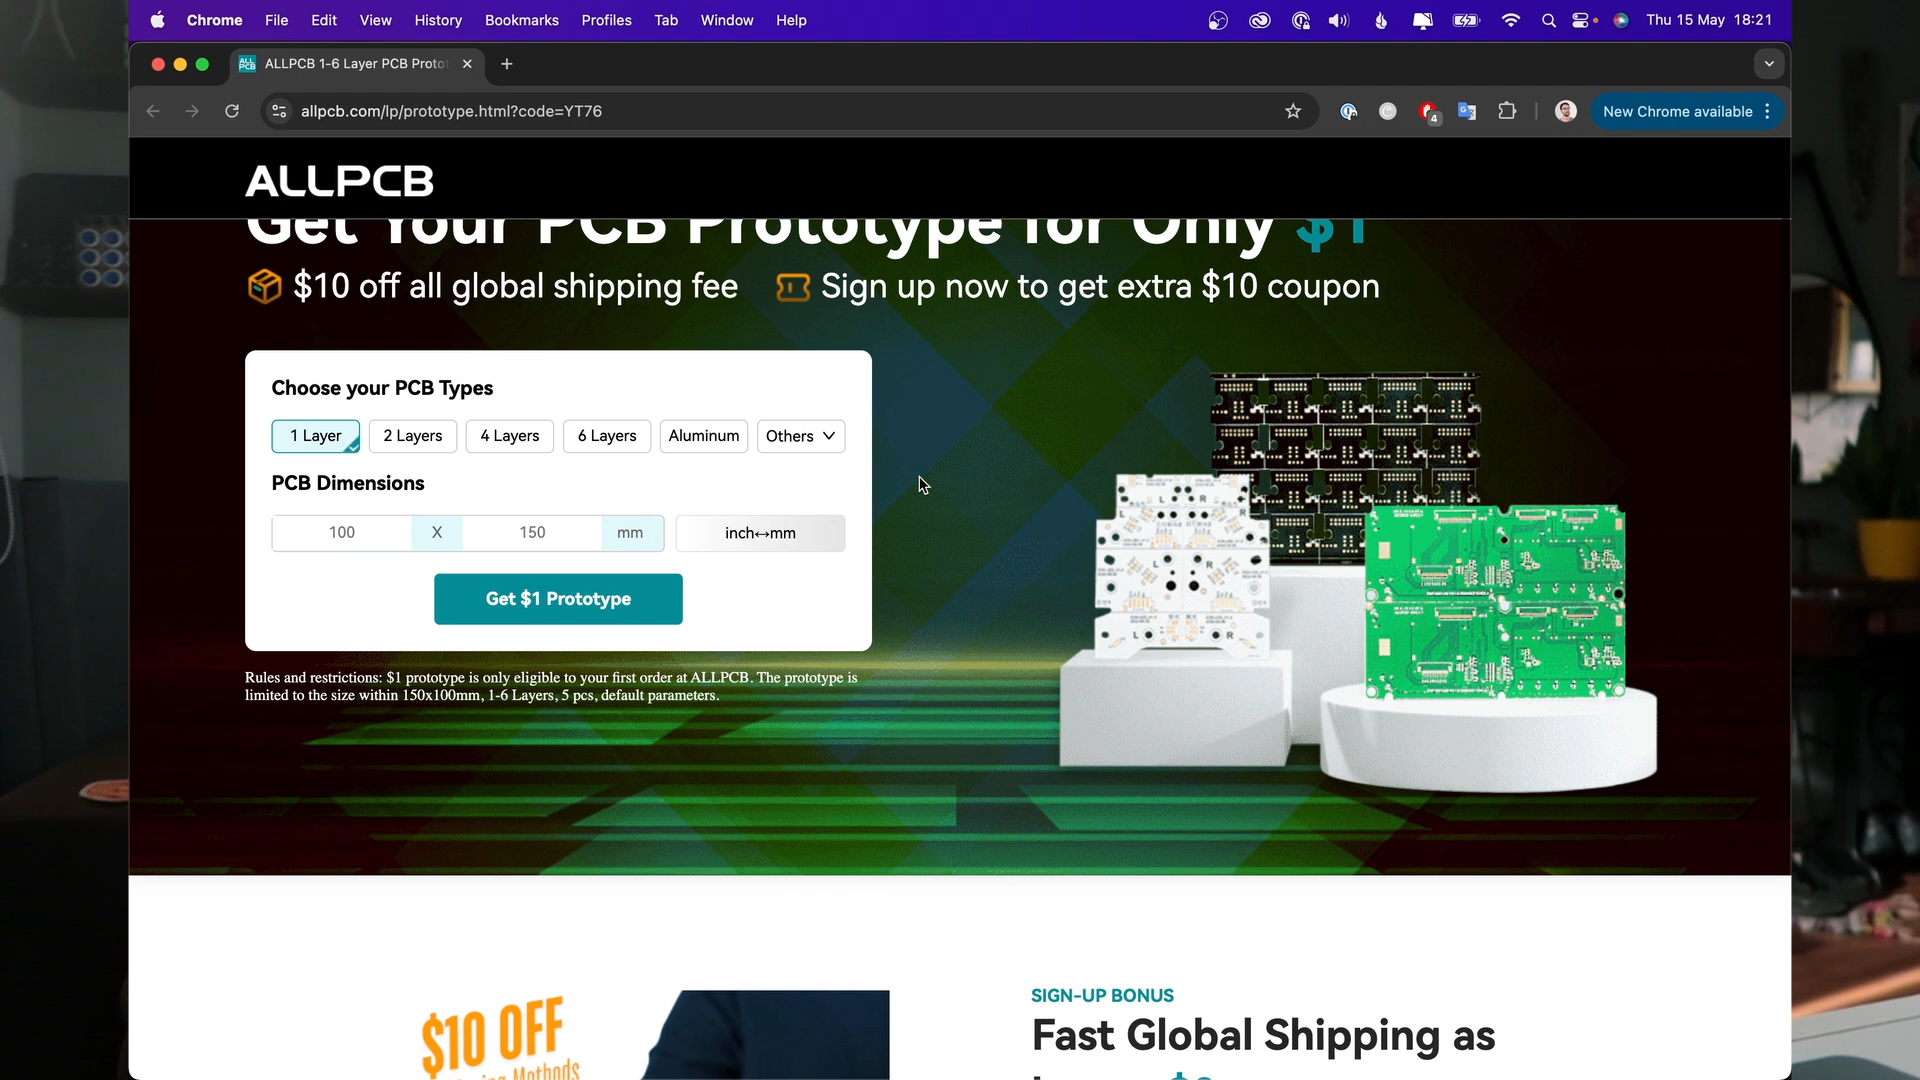 Chrome File Edit View History Bookmarks Profiles Tab Window Help Thu 15 May 18:21
ALLPCB 1-6 Layer PCB Proto
allpcb.com/lp/prototype.html?code=YT76
4
New Chrome available
ALLPCB
Get Your PCB Prototype for Only $1
$10 off all global shipping fee Sign up now to get extra $10 coupon
Choose your PCB Types
1 Layer 2 Layers 4 Layers 6 Layers Aluminum Others
PCB Dimensions
100 X 150 mm inch↔mm
Get $1 Prototype
Rules and restrictions: $1 prototype is only eligible to your first order at ALLPCB. The prototype is
limited to the size within 150x100mm, 1-6 Layers, 5 pcs, default parameters.
$10 OFF
Methods
SIGN-UP BONUS
Fast Global Shipping as